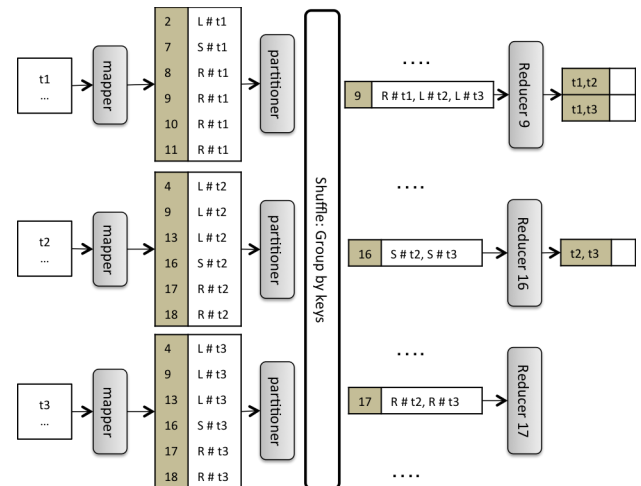 t1
...
mapper
2 L # t1
7 S # t1
8 R # t1
9 R # t1
10 R # t1
11 R # t1
partitioner
t2
...
mapper
4 L # t2
9 L # t2
13 L # t2
16 S # t2
17 R # t2
18 R # t2
partitioner
t3
...
mapper
4 L # t3
9 L # t3
13 L # t3
16 S # t3
17 R # t3
18 R # t3
partitioner
Shuffle: Group by keys
....
9 R # t1, L # t2, L # t3
Reducer 9
t1,t2
t1,t3
....
16 S # t2, S # t3
Reducer 16
t2, t3
....
17 R # t2, R # t3
Reducer 17
....